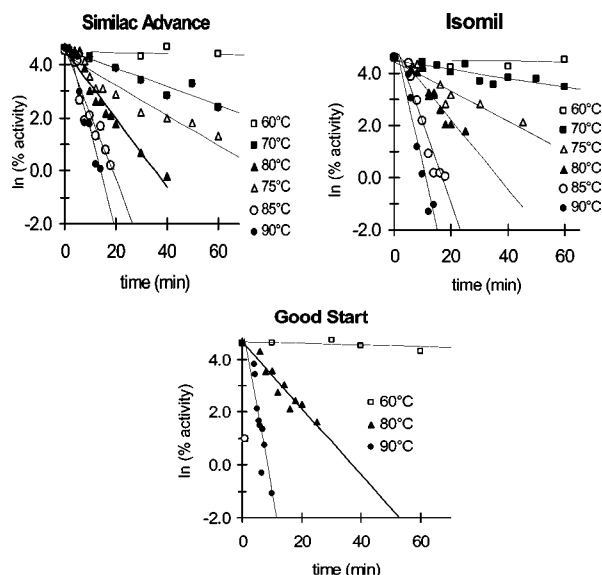 Similac Advance
ln (% activity)
4.0
2.0
0.0
-2.0
0
20
40
60
time (min)
60°C
70°C
80°C
75°C
85°C
90°C
Isomil
ln (% activity)
4.0
2.0
0.0
-2.0
0
20
40
60
time (min)
60°C
70°C
75°C
80°C
85°C
90°C
Good Start
ln (% activity)
4.0
2.0
0.0
-2.0
0
20
40
60
time (min)
60°C
80°C
90°C